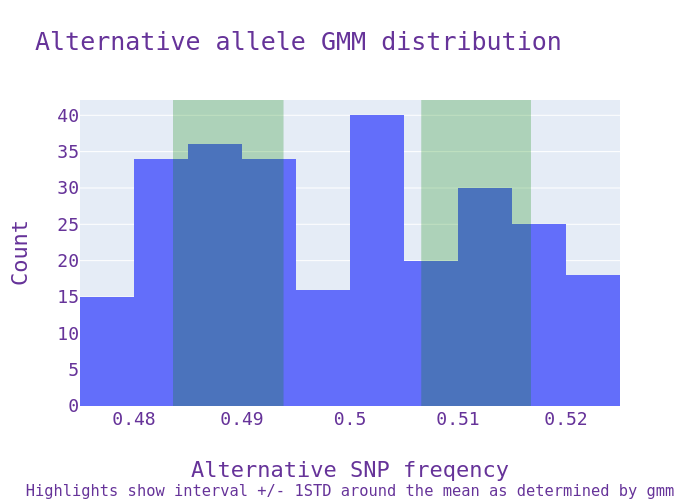 Alternative allele GMM distribution
40
35
30
25
20
15
10
5
0
Count
0.48 0.49 0.5 0.51 0.52
Alternative SNP freqency
Highlights show interval +/- 1STD around the mean as determined by gmm